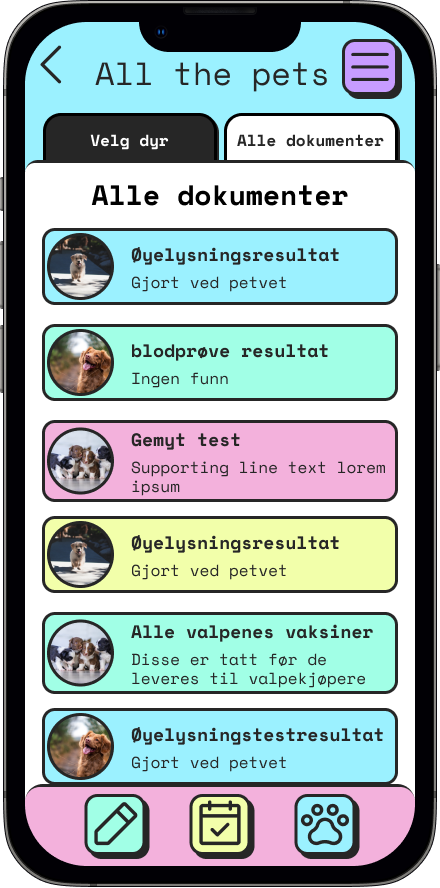 All the pets
Velg dyr
Alle dokumenter
Alle dokumenter
Øyelysningsresultat
Gjort ved petvet
blodprøve resultat
Ingen funn
Gemyt test
Supporting line text lorem
ipsum
Øyelysningsresultat
Gjort ved petvet
Alle valpenes vaksiner
Disse er tatt før de
leveres til valpekjøpere
Øyelysningstestresultat
Gjort ved petvet